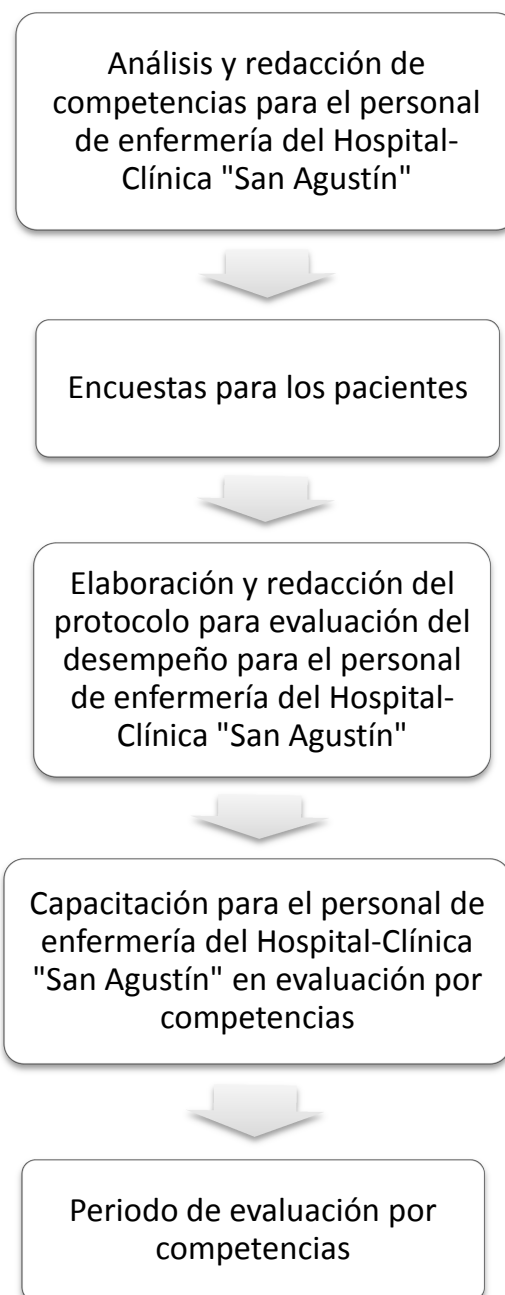 Análisis y redacción de
competencias para el personal
de enfermería del Hospital-
Clínica "San Agustín"
Encuestas para los pacientes
Elaboración y redacción del
protocolo para evaluación del
desempeño para el personal
de enfermería del Hospital-
Clínica "San Agustín"
Capacitación para el personal de
enfermería del Hospital-Clínica
"San Agustín" en evaluación por
competencias
Periodo de evaluación por
competencias